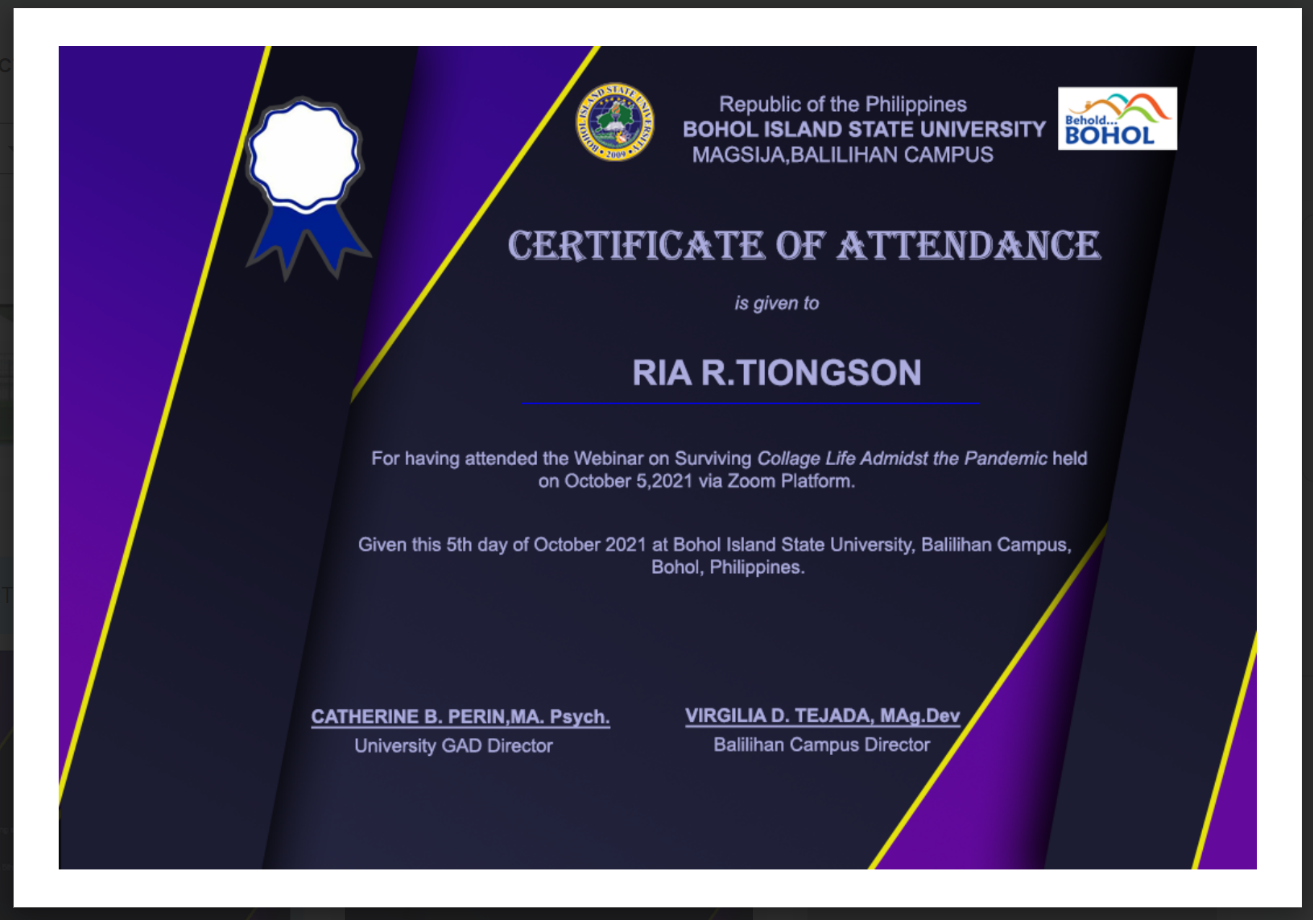 BOHOL ISLAND STATE UNIVERSITY
2009
Republic of the Philippines
BOHOL ISLAND STATE UNIVERSITY
MAGSIJA,BALILIHAN CAMPUS
Behold...
BOHOL
CERTIFICATE OF ATTENDANCE
is given to
RIA R.TIONGSON
For having attended the Webinar on Surviving Collage Life Admidst the Pandemic held
on October 5,2021 via Zoom Platform.
Given this 5th day of October 2021 at Bohol Island State University, Balilihan Campus,
Bohol, Philippines.
CATHERINE B. PERIN,MA. Psych.
University GAD Director
VIRGILIA D. TEJADA, MAg.Dev
Balilihan Campus Director